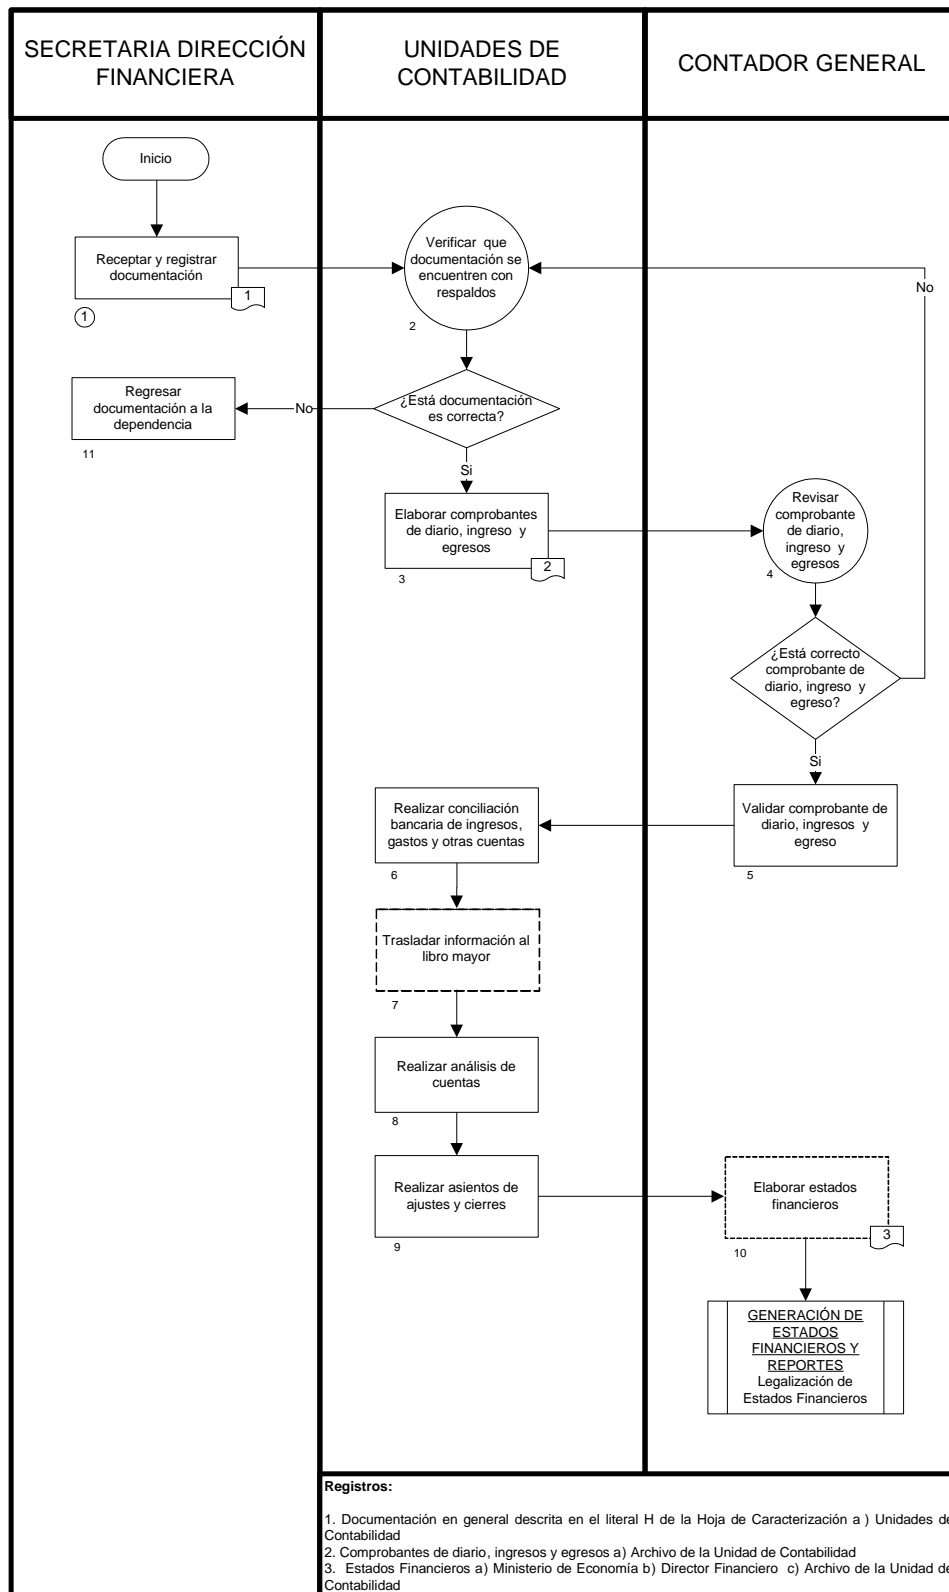 SECRETARIA DIRECCIÓN
FINANCIERA
UNIDADES DE
CONTABILIDAD
CONTADOR GENERAL
Inicio
Receptar y registrar
documentación
1
1
Verificar que
documentación se
encuentren con
respaldos
2
No
¿Está documentación
es correcta?
No
Regresar
documentación a la
dependencia
11
Si
Elaborar comprobantes
de diario, ingreso y
egresos
2
3
Revisar
comprobante
de diario,
ingreso y
egresos
4
¿Está correcto
comprobante de
diario, ingreso y
egreso?
Si
Validar comprobante de
diario, ingresos y
egreso
5
Realizar conciliación
bancaria de ingresos,
gastos y otras cuentas
6
Trasladar información al
libro mayor
7
Realizar análisis de
cuentas
8
Realizar asientos de
ajustes y cierres
9
Elaborar estados
financieros
3
10
GENERACIÓN DE
ESTADOS
FINANCIEROS Y
REPORTES
Legalización de
Estados Financieros
Registros:
1. Documentación en general descrita en el literal H de la Hoja de Caracterización a ) Unidades de
Contabilidad
2. Comprobantes de diario, ingresos y egresos a) Archivo de la Unidad de Contabilidad
3. Estados Financieros a) Ministerio de Economía b) Director Financiero c) Archivo de la Unidad de
Contabilidad